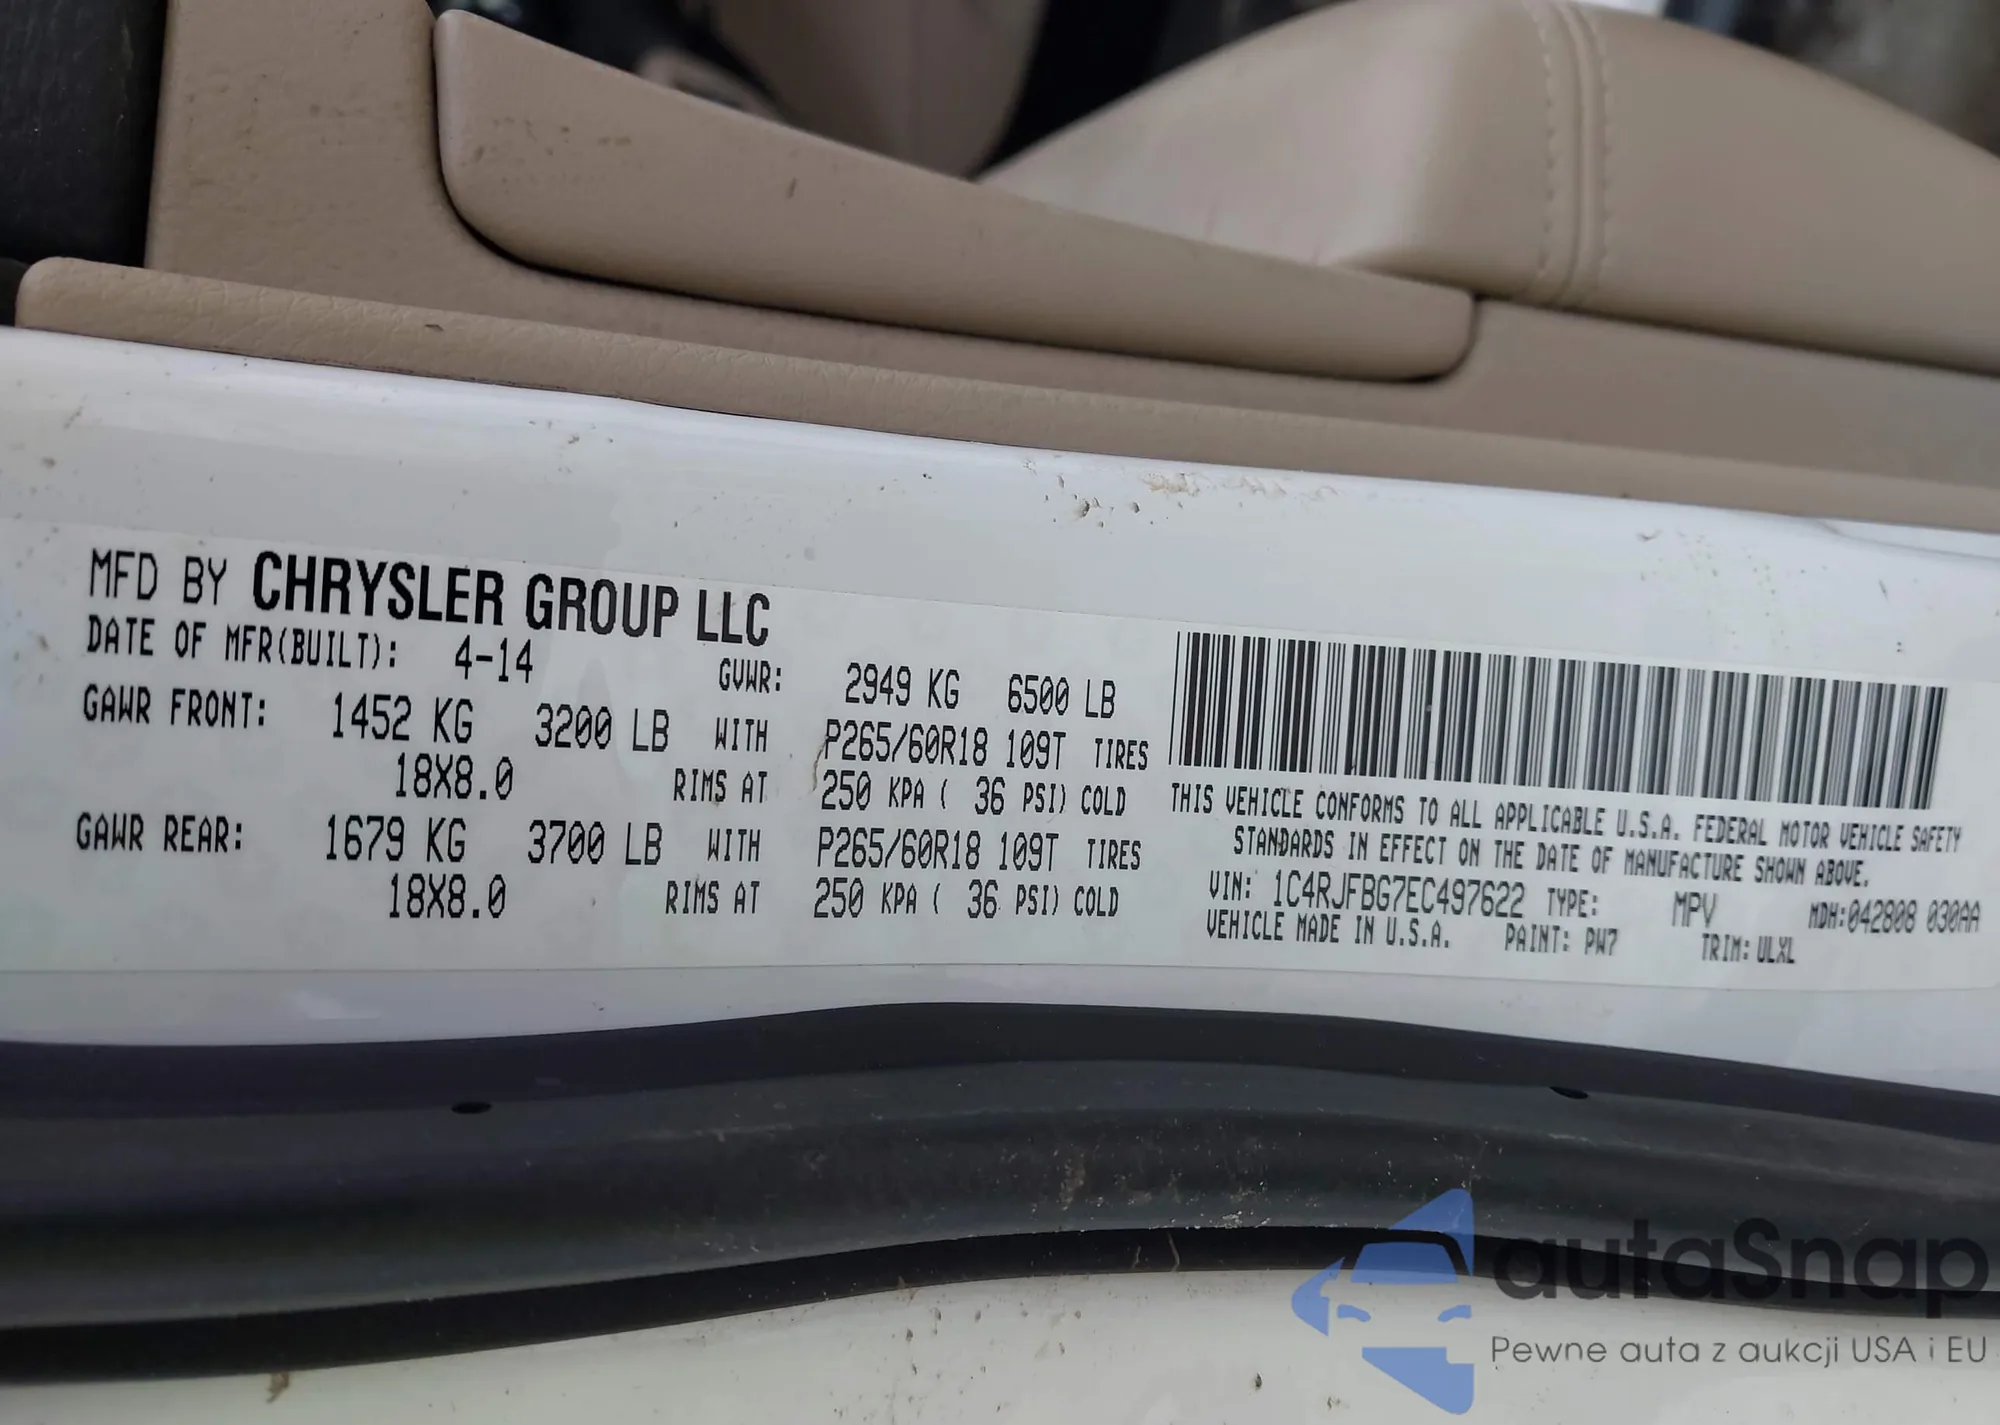 MFD BY CHRYSLER GROUP LLC
DATE OF MFR(BUILT): 4-14 GVWR: 2949 KG 6500 LB
GAWR FRONT: 1452 KG 3200 LB WITH P265/60R18 109T TIRES
18X8.0 RIMS AT 250 KPA ( 36 PSI) COLD
GAWR REAR: 1679 KG 3700 LB WITH P265/60R18 109T TIRES
18X8.0 RIMS AT 250 KPA ( 36 PSI) COLD
THIS VEHICLE CONFORMS TO ALL APPLICABLE U.S.A. FEDERAL MOTOR VEHICLE SAFETY
STANDARDS IN EFFECT ON THE DATE OF MANUFACTURE SHOWN ABOVE.
VIN: 1C4RJFBG7EC497622 TYPE: MPV MDH:042808 030AA
VEHICLE MADE IN U.S.A. PAINT: PW7 TRIM: ULXL
autaSnap
Pewne auta z aukcji USA i EU